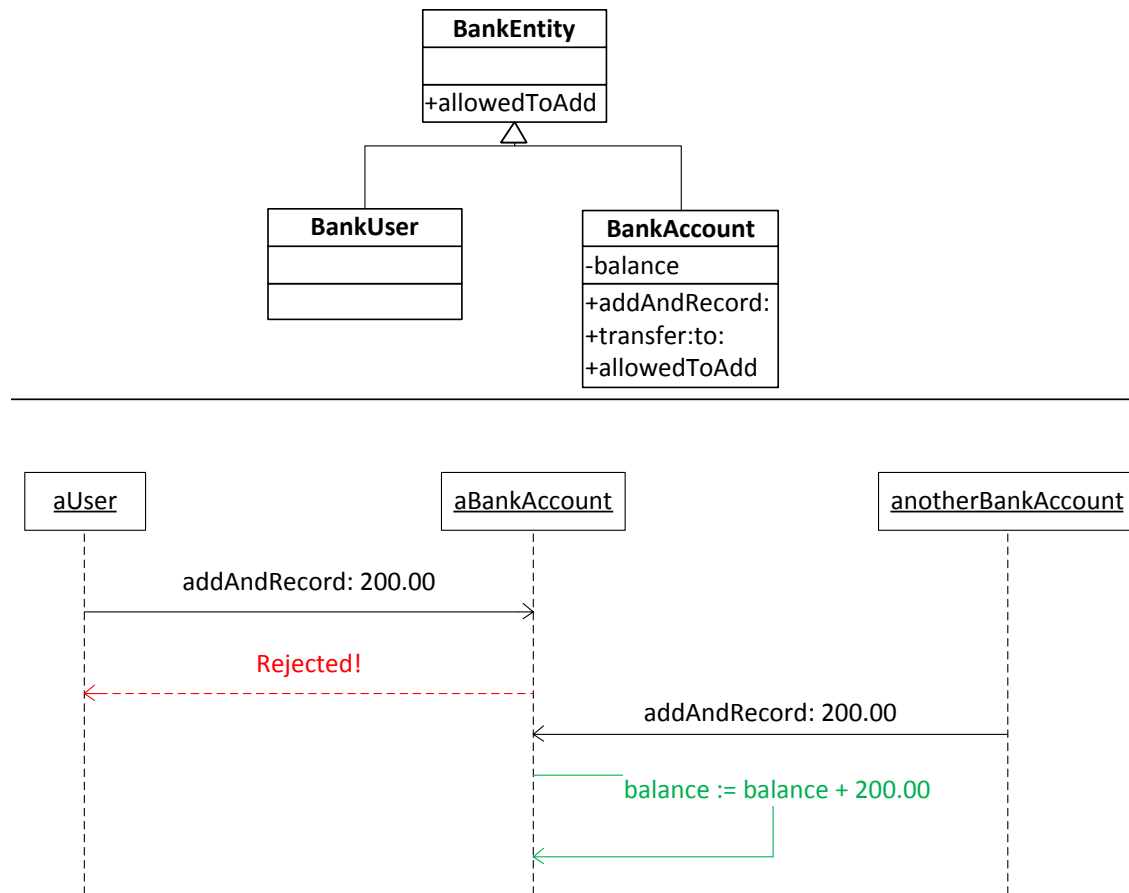 BankEntity
+allowedToAdd
BankUser
BankAccount
-balance
+addAndRecord:
+transfer:to:
+allowedToAdd
aUser
aBankAccount
anotherBankAccount
addAndRecord: 200.00
Rejected!
addAndRecord: 200.00
balance := balance + 200.00